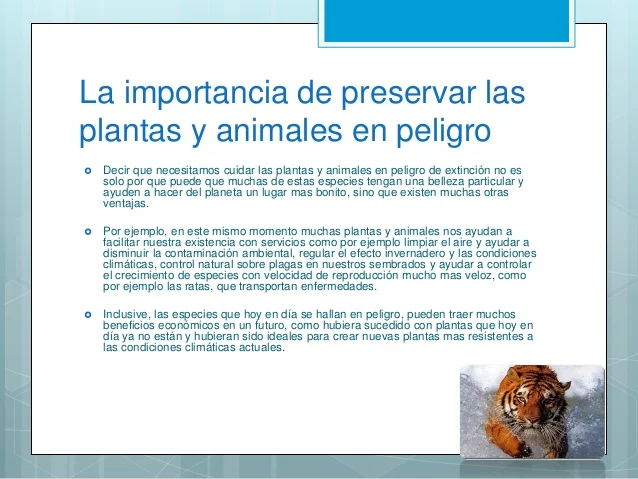 La importancia de preservar las
plantas y animales en peligro
Decir que necesitamos cuidar las plantas y animales en peligro de extinción no es
solo por que puede que muchas de estas especies tengan una belleza particular y
ayuden a hacer del planeta un lugar mas bonito, sino que existen muchas otras
ventajas.
Por ejemplo, en este mismo momento muchas plantas y animales nos ayudan a
facilitar nuestra existencia con servicios como por ejemplo limpiar el aire y ayudar a
disminuir la contaminación ambiental, regular el efecto invernadero y las condiciones
climáticas, control natural sobre plagas en nuestros sembrados y ayudar a controlar
el crecimiento de especies con velocidad de reproducción mucho mas veloz, como
por ejemplo las ratas, que transportan enfermedades.
Inclusive, las especies que hoy en día se hallan en peligro, pueden traer muchos
beneficios económicos en un futuro, como hubiera sucedido con plantas que hoy en
día ya no están y hubieran sido ideales para crear nuevas plantas mas resistentes a
las condiciones climáticas actuales.